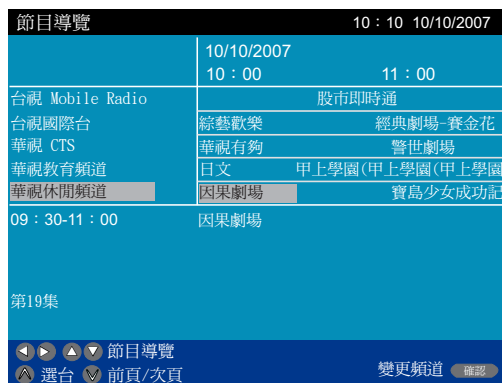 節目導覽 10：10 10/10/2007
10/10/2007
10：00 11：00
台視 Mobile Radio 股市即時通
台視國際台 綜藝歡樂 經典劇場-賽金花
華視 CTS 華視有夠 警世劇場
華視教育頻道 日文 甲上學園(甲上學園(甲上學園
華視休閒頻道 因果劇場 寶島少女成功記
09：30-11：00 因果劇場
第19集
節目導覽
選台 前頁/次頁 變更頻道 確認